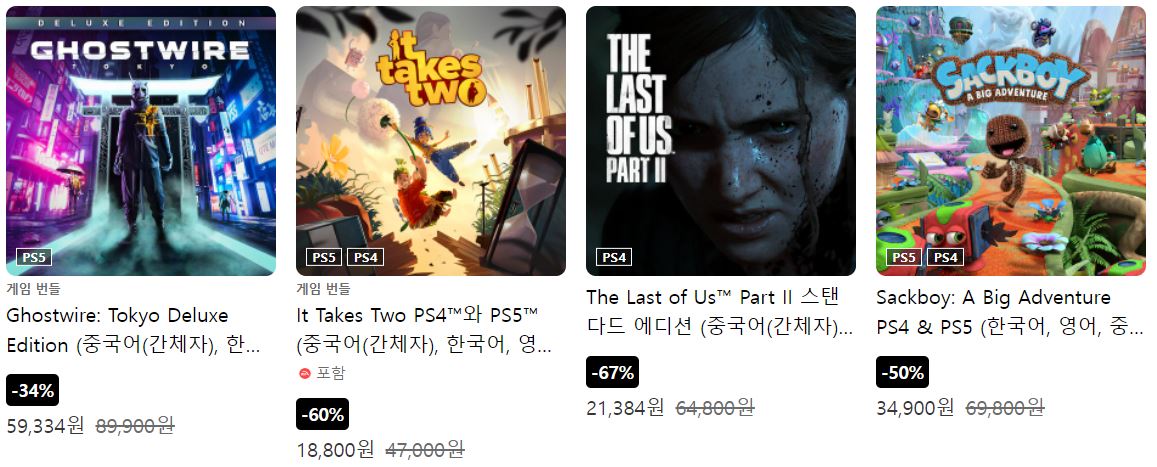 DELUXE EDITION
GHOSTWIRE
TOKYO
PS5
게임 번들
Ghostwire: Tokyo Deluxe
Edition (중국어(간체자), 한...
-34%
59,334원 89,900원
it
takes
two
PS5 PS4
게임 번들
It Takes Two PS4™와 PS5™
(중국어(간체자), 한국어, 영...
EA 포함
-60%
18,800원 47,000원
THE
LAST
OF US
PART II
PS4
The Last of Us™ Part II 스탠
다드 에디션 (중국어(간체자)...
-67%
21,384원 64,800원
SACKBOY
A BIG ADVENTURE
PS5 PS4
Sackboy: A Big Adventure
PS4 & PS5 (한국어, 영어, 중...
-50%
34,900원 69,800원